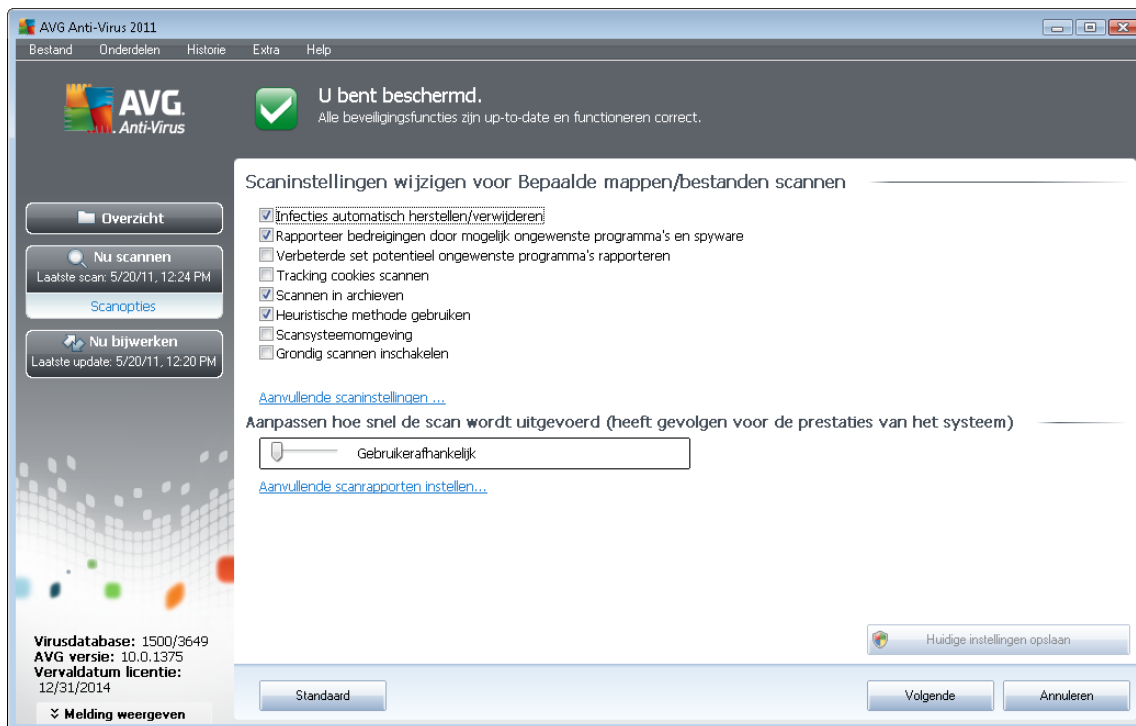 AVG Anti-Virus 2011
Bestand Onderdelen Historie Extra Help
AVG.
Anti-Virus
U bent beschermd.
Alle beveiligingsfuncties zijn up-to-date en functioneren correct.
Overzicht
Nu scannen
Laatste scan: 5/20/11, 12:24 PM
Scanopties
Nu bijwerken
Laatste update: 5/20/11, 12:20 PM
Virusdatabase: 1500/3649
AVG versie: 10.0.1375
Vervaldatum licentie:
12/31/2014
Melding weergeven
Scaninstellingen wijzigen voor Bepaalde mappen/bestanden scannen
Infecties automatisch herstellen/verwijderen
Rapporteer bedreigingen door mogelijk ongewenste programma's en spyware
Verbeterde set potentieel ongewenste programma's rapporteren
Tracking cookies scannen
Scannen in archieven
Heuristische methode gebruiken
Scansysteemomgeving
Grondig scannen inschakelen
Aanvullende scaninstellingen ...
Aanpassen hoe snel de scan wordt uitgevoerd (heeft gevolgen voor de prestaties van het systeem)
Gebruikerafhankelijk
Aanvullende scanrapporten instellen...
Huidige instellingen opslaan
Standaard
Volgende
Annuleren